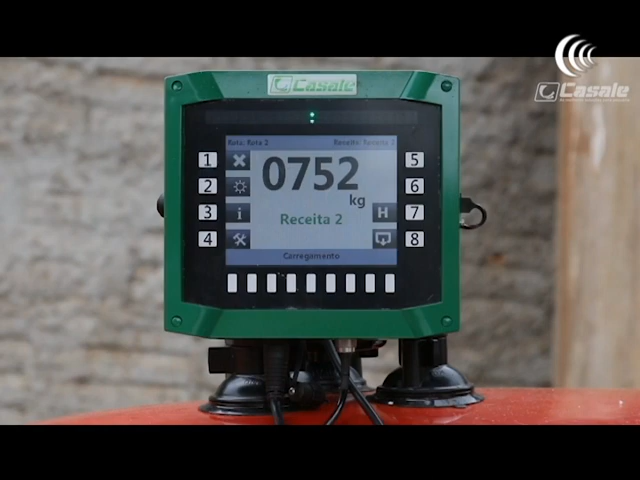 Casale
Casale
Rota: Rota 2 Receita: Receita 2
1 0752 5
2 kg 6
3 i Receita 2 H 7
4 8
Carregamento